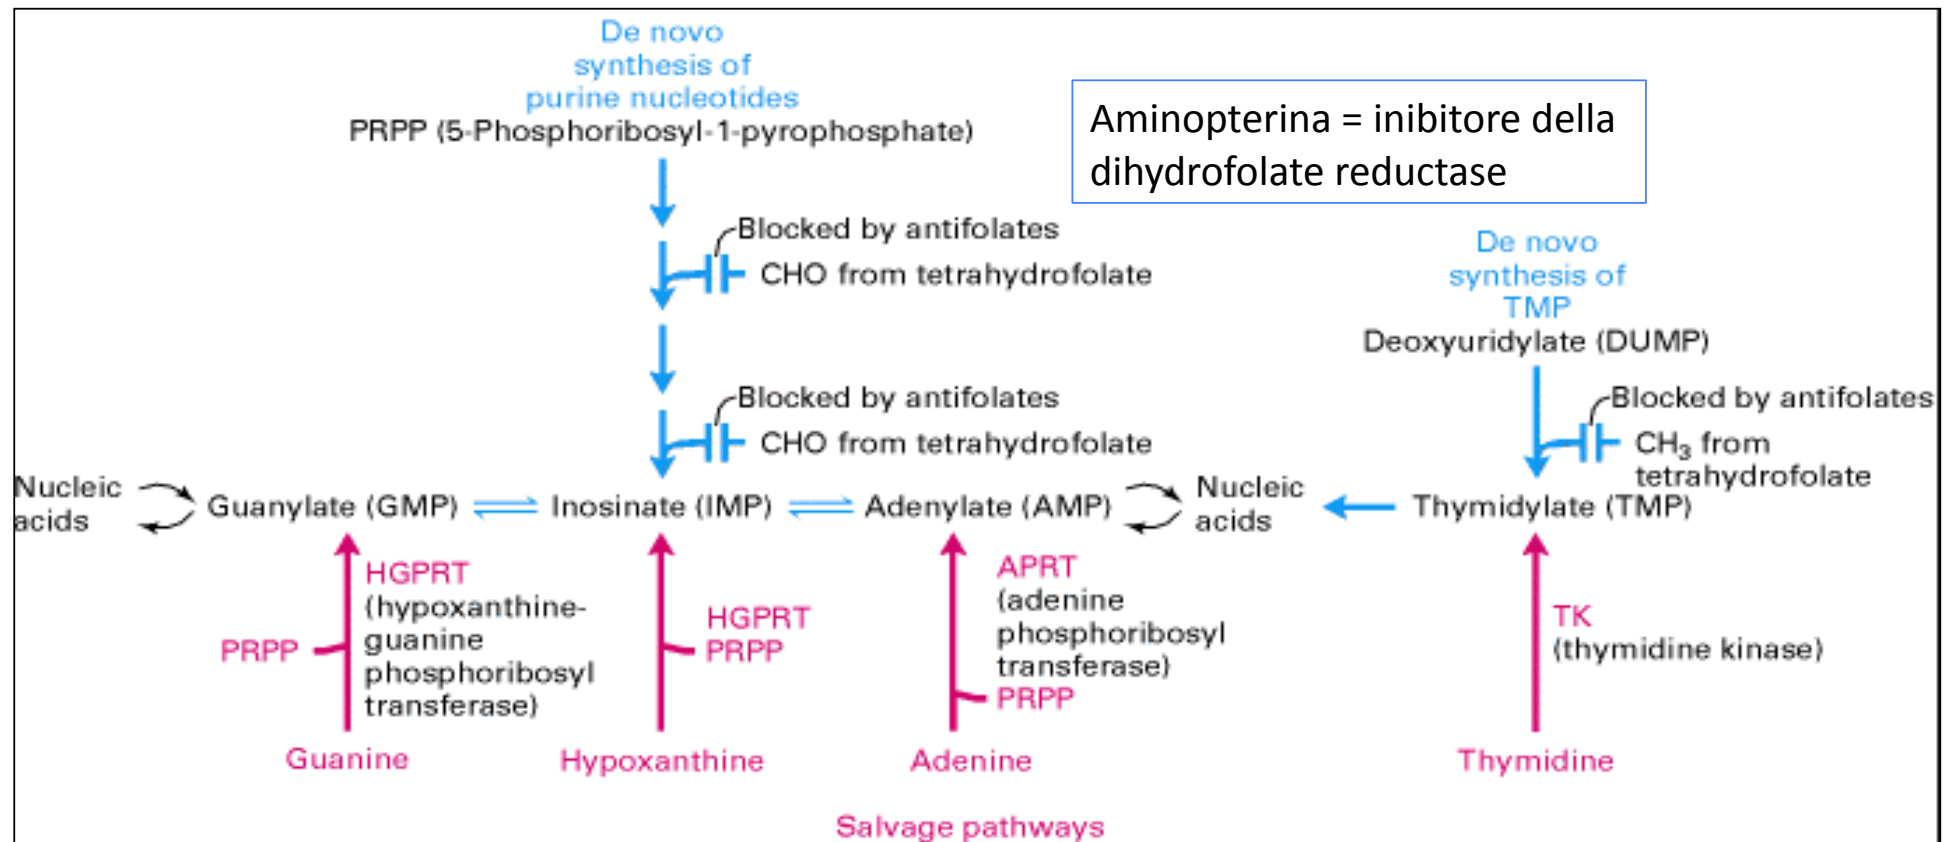 De novo
synthesis of
purine nucleotides
PRPP (5-Phosphoribosyl-1-pyrophosphate)
Aminopterina = inibitore della
dihydrofolate reductase
Blocked by antifolates
CHO from tetrahydrofolate
De novo
synthesis of
TMP
Deoxyuridylate (DUMP)
Blocked by antifolates
CHO from tetrahydrofolate
Blocked by antifolates
CH₃ from
tetrahydrofolate
Nucleic
acids
Guanylate (GMP)
Inosinate (IMP)
Adenylate (AMP)
Nucleic
acids
Thymidylate (TMP)
HGPRT
(hypoxanthine-
guanine
phosphoribosyl
transferase)
PRPP
HGPRT
PRPP
APRT
(adenine
phosphoribosyl
transferase)
PRPP
TK
(thymidine kinase)
Guanine
Hypoxanthine
Adenine
Thymidine
Salvage pathways